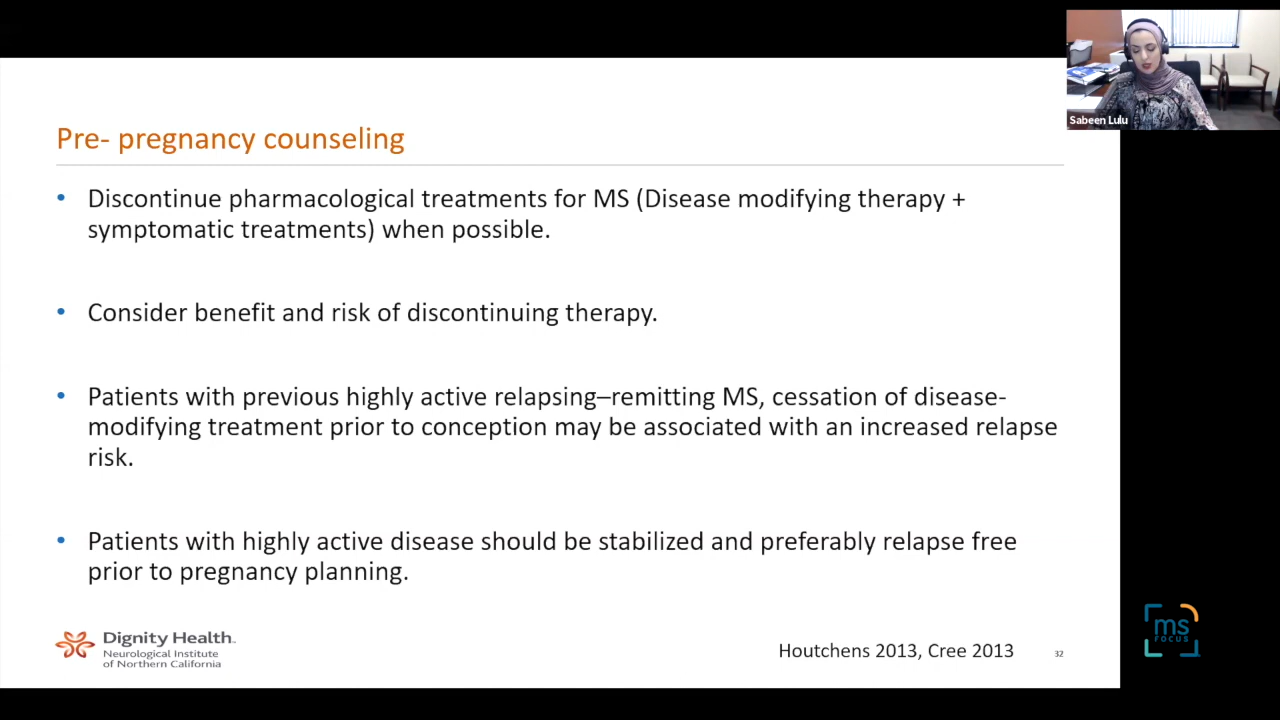 Sabeen Lulu
Pre- pregnancy counseling
• Discontinue pharmacological treatments for MS (Disease modifying therapy +
symptomatic treatments) when possible.
• Consider benefit and risk of discontinuing therapy.
• Patients with previous highly active relapsing–remitting MS, cessation of disease-
modifying treatment prior to conception may be associated with an increased relapse
risk.
• Patients with highly active disease should be stabilized and preferably relapse free
prior to pregnancy planning.
Dignity Health.
Neurological Institute
of Northern California
Houtchens 2013, Cree 2013
32
ms
FOCUS